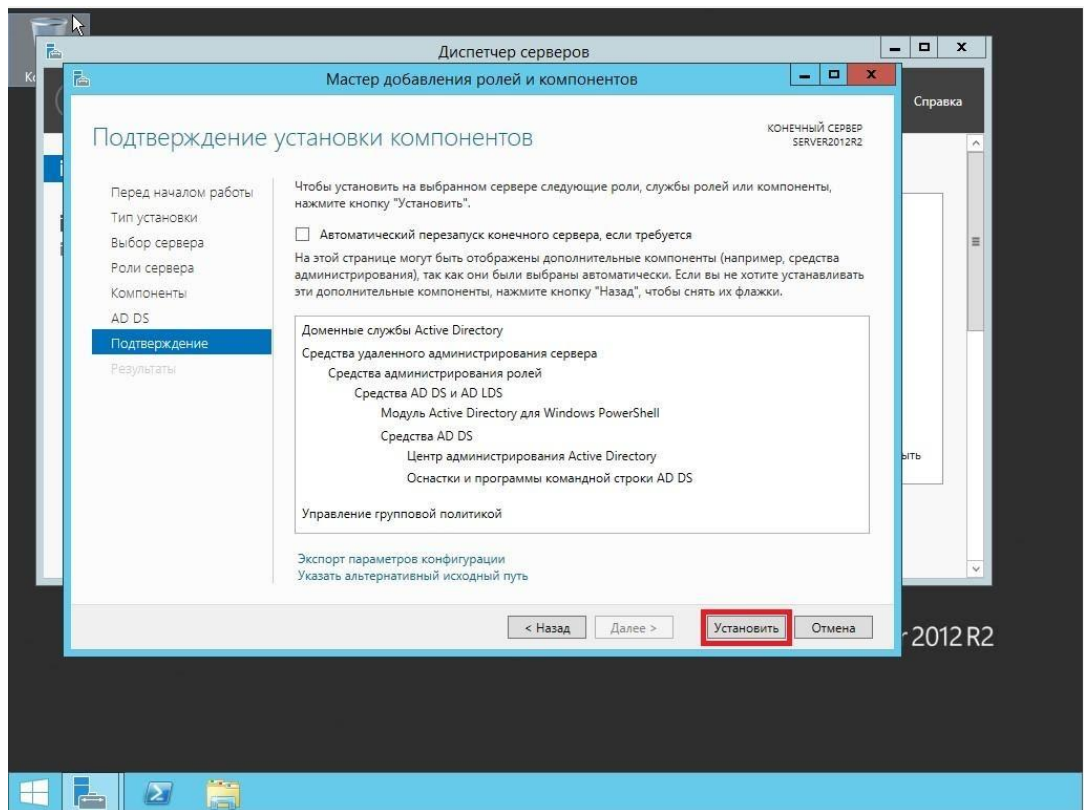 Диспетчер серверов
Мастер добавления ролей и компонентов
Справка
Подтверждение установки компонентов
КОНЕЧНЫЙ СЕРВЕР
SERVER2012R2
Перед началом работы
Тип установки
Выбор сервера
Роли сервера
Компоненты
AD DS
Подтверждение
Результаты
Чтобы установить на выбранном сервере следующие роли, службы ролей или компоненты,
нажмите кнопку "Установить".
Автоматический перезапуск конечного сервера, если требуется
На этой странице могут быть отображены дополнительные компоненты (например, средства
администрирования), так как они были выбраны автоматически. Если вы не хотите устанавливать
эти дополнительные компоненты, нажмите кнопку "Назад", чтобы снять их флажки.
Доменные службы Active Directory
Средства удаленного администрирования сервера
Средства администрирования ролей
Средства AD DS и AD LDS
Модуль Active Directory для Windows PowerShell
Средства AD DS
Центр администрирования Active Directory
Оснастки и программы командной строки AD DS
Управление групповой политикой
Экспорт параметров конфигурации
Указать альтернативный исходный путь
< Назад
Далее >
Установить
Отмена
2012 R2